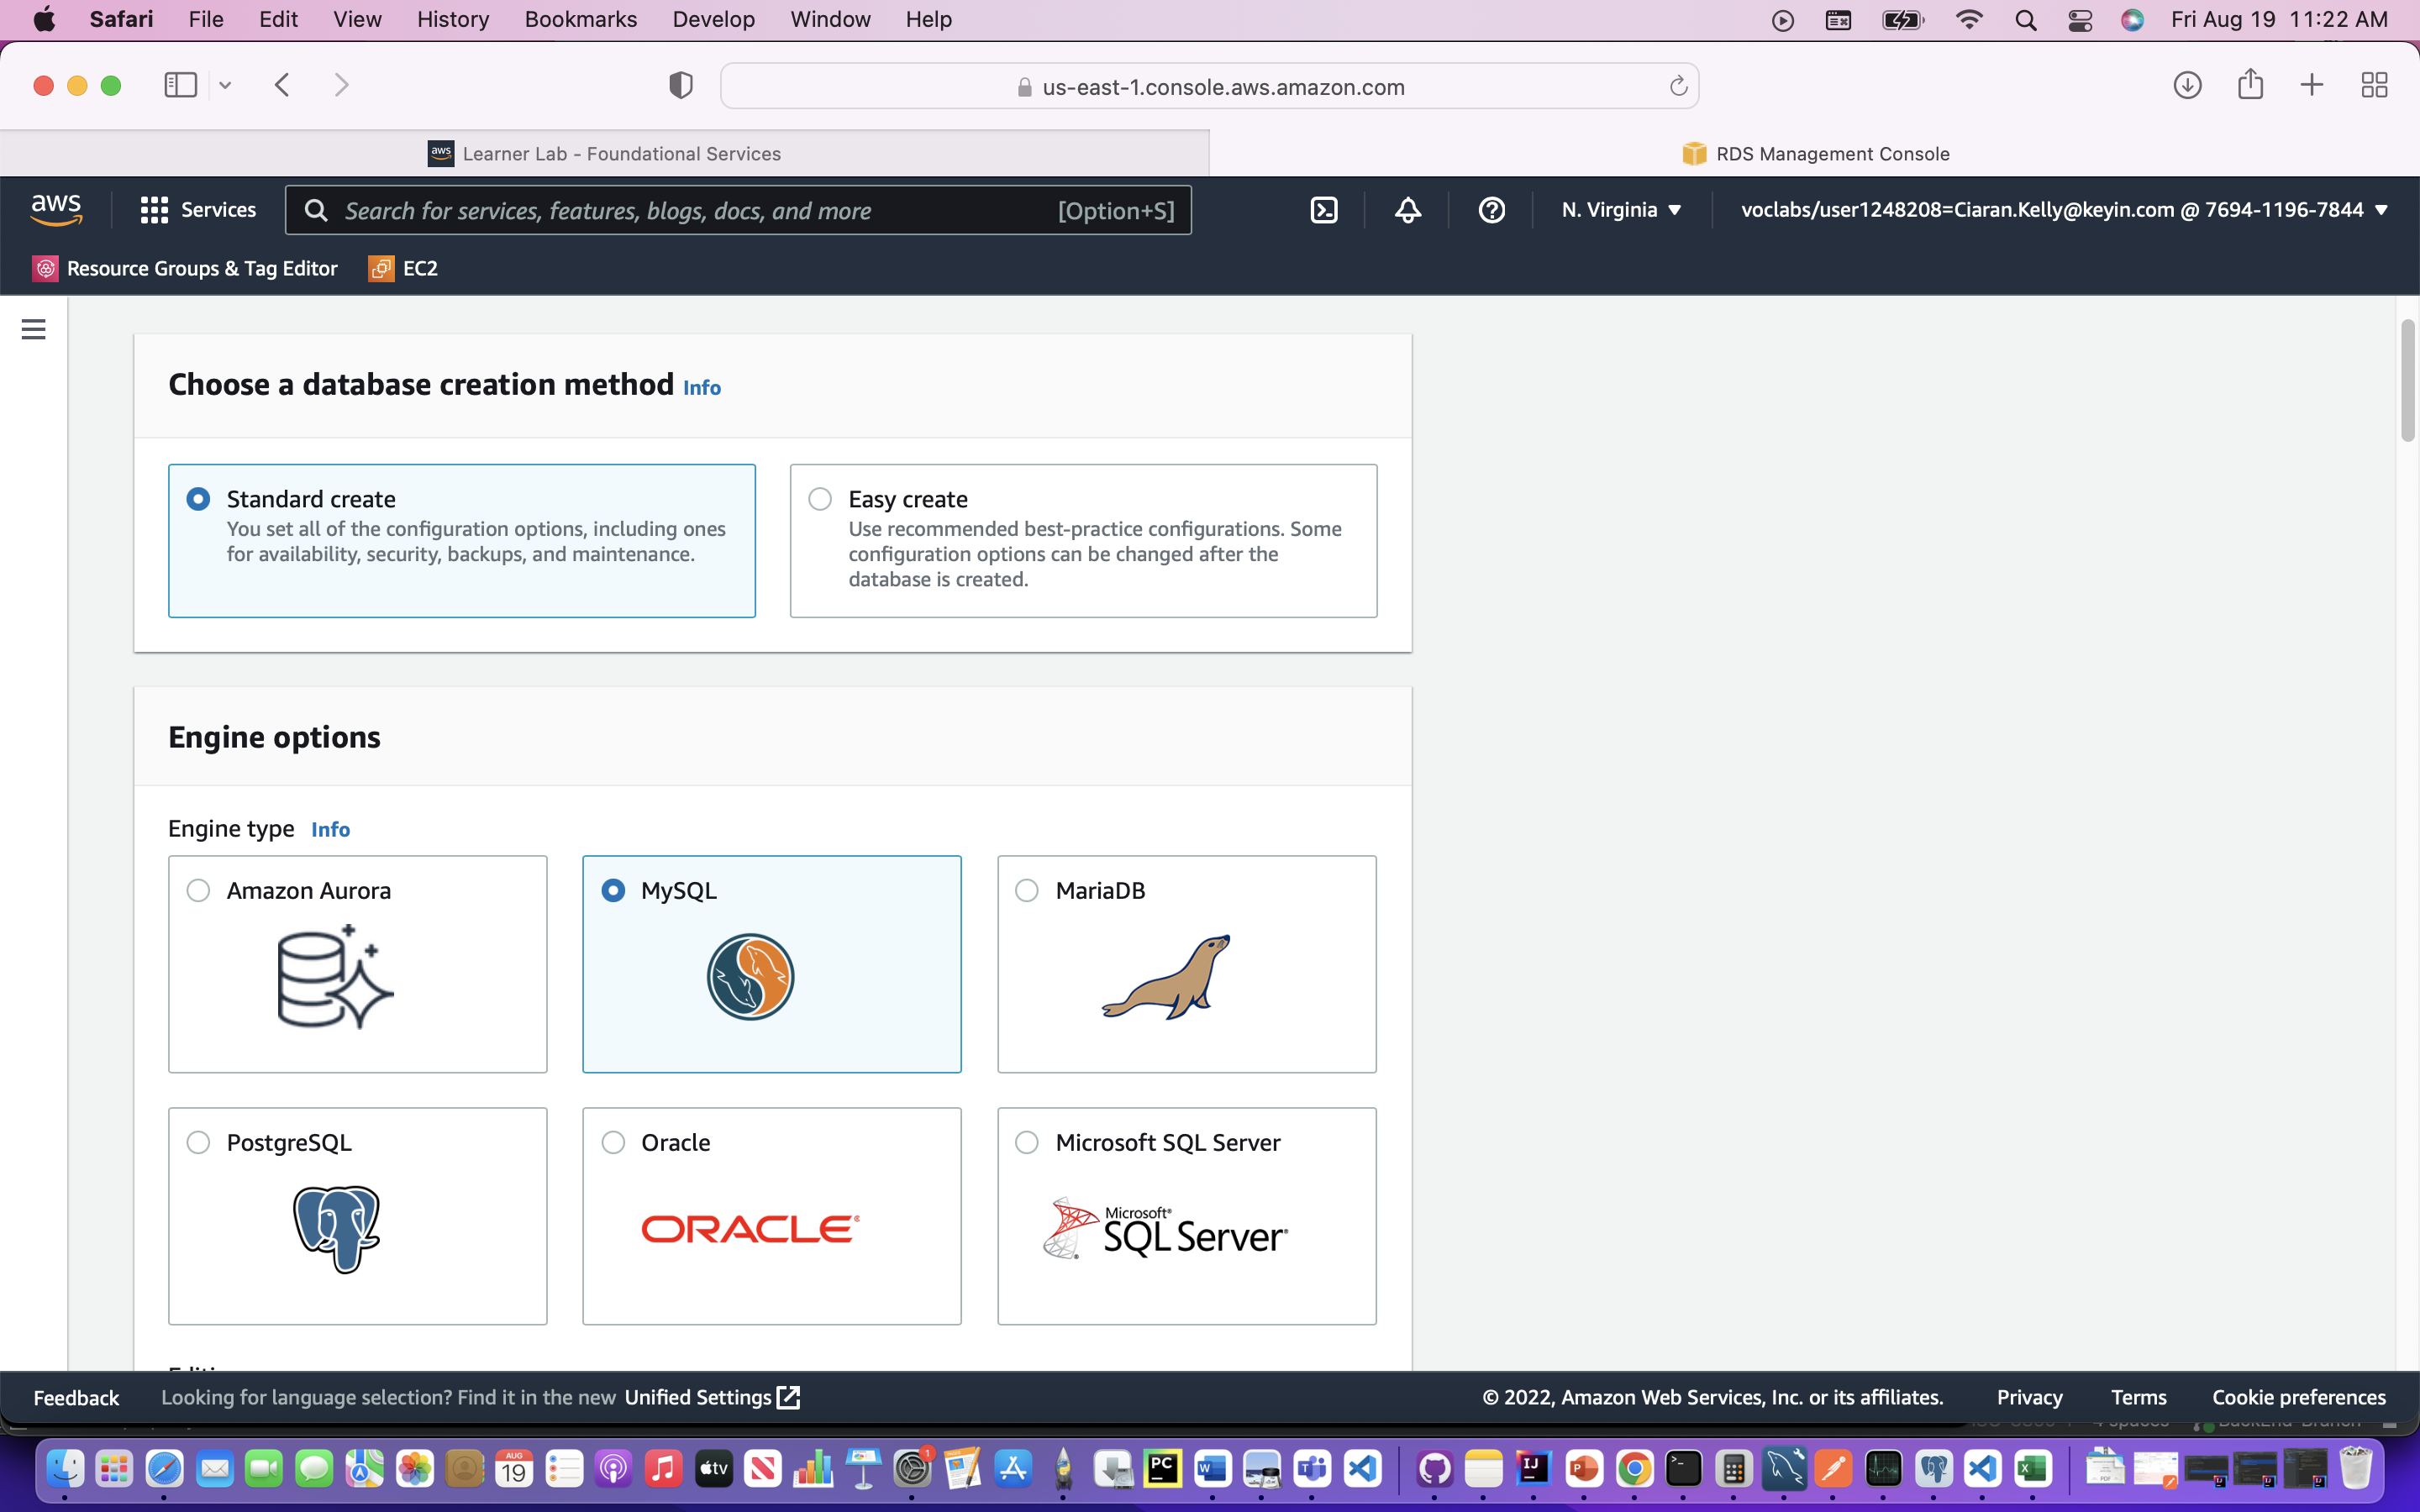 Safari File Edit View History Bookmarks Develop Window Help Fri Aug 19 11:22 AM
us-east-1.console.aws.amazon.com
aws Learner Lab - Foundational Services RDS Management Console
aws Services Search for services, features, blogs, docs, and more [Option+S] N. Virginia voclabs/user1248208=Ciaran.Kelly@keyin.com @ 7694-1196-7844
Resource Groups & Tag Editor EC2
Choose a database creation method Info
Standard create
You set all of the configuration options, including ones
for availability, security, backups, and maintenance.
Easy create
Use recommended best-practice configurations. Some
configuration options can be changed after the
database is created.
Engine options
Engine type Info
Amazon Aurora
MySQL
MariaDB
PostgreSQL
Oracle
ORACLE
Microsoft SQL Server
Microsoft®
SQL Server
Feedback Looking for language selection? Find it in the new Unified Settings © 2022, Amazon Web Services, Inc. or its affiliates. Privacy Terms Cookie preferences
AUG
19
tv
PC
W
T
IJ
P
X